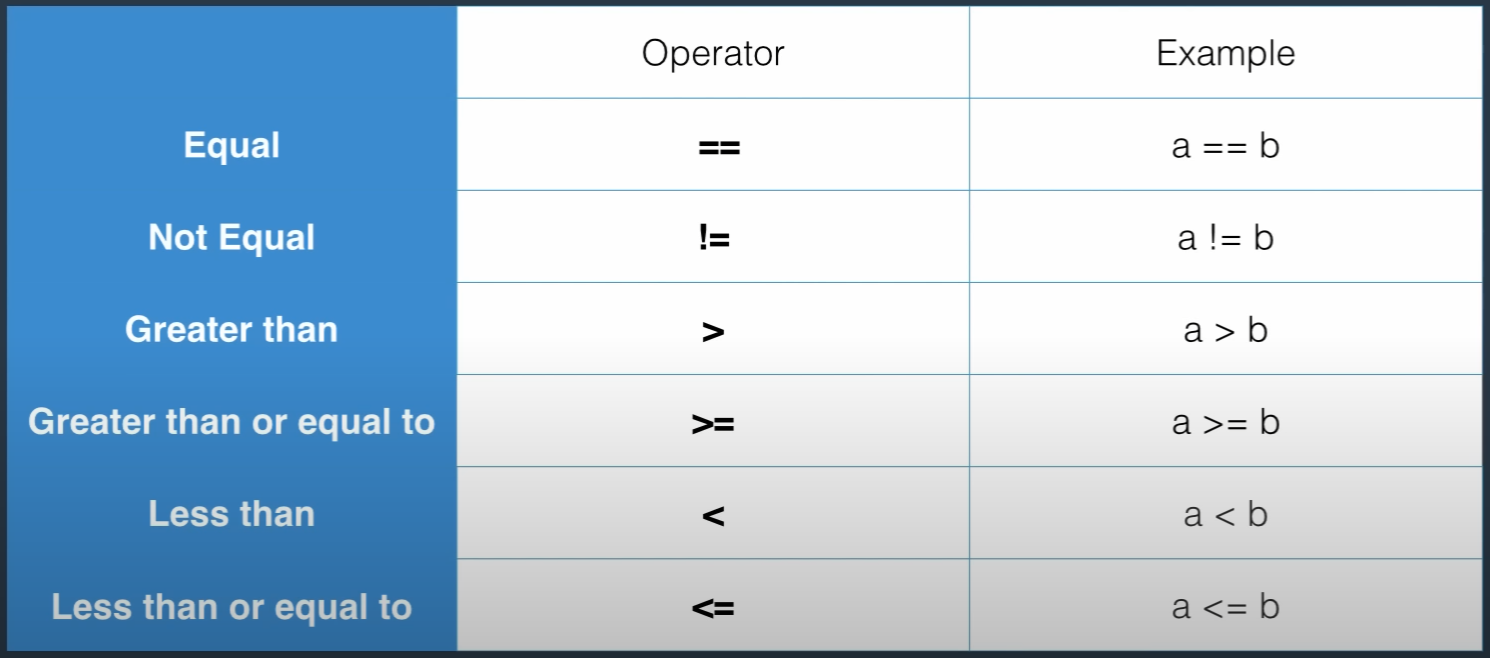 Operator Example
Equal == a == b
Not Equal != a != b
Greater than > a > b
Greater than or equal to >= a >= b
Less than < a < b
Less than or equal to <= a <= b